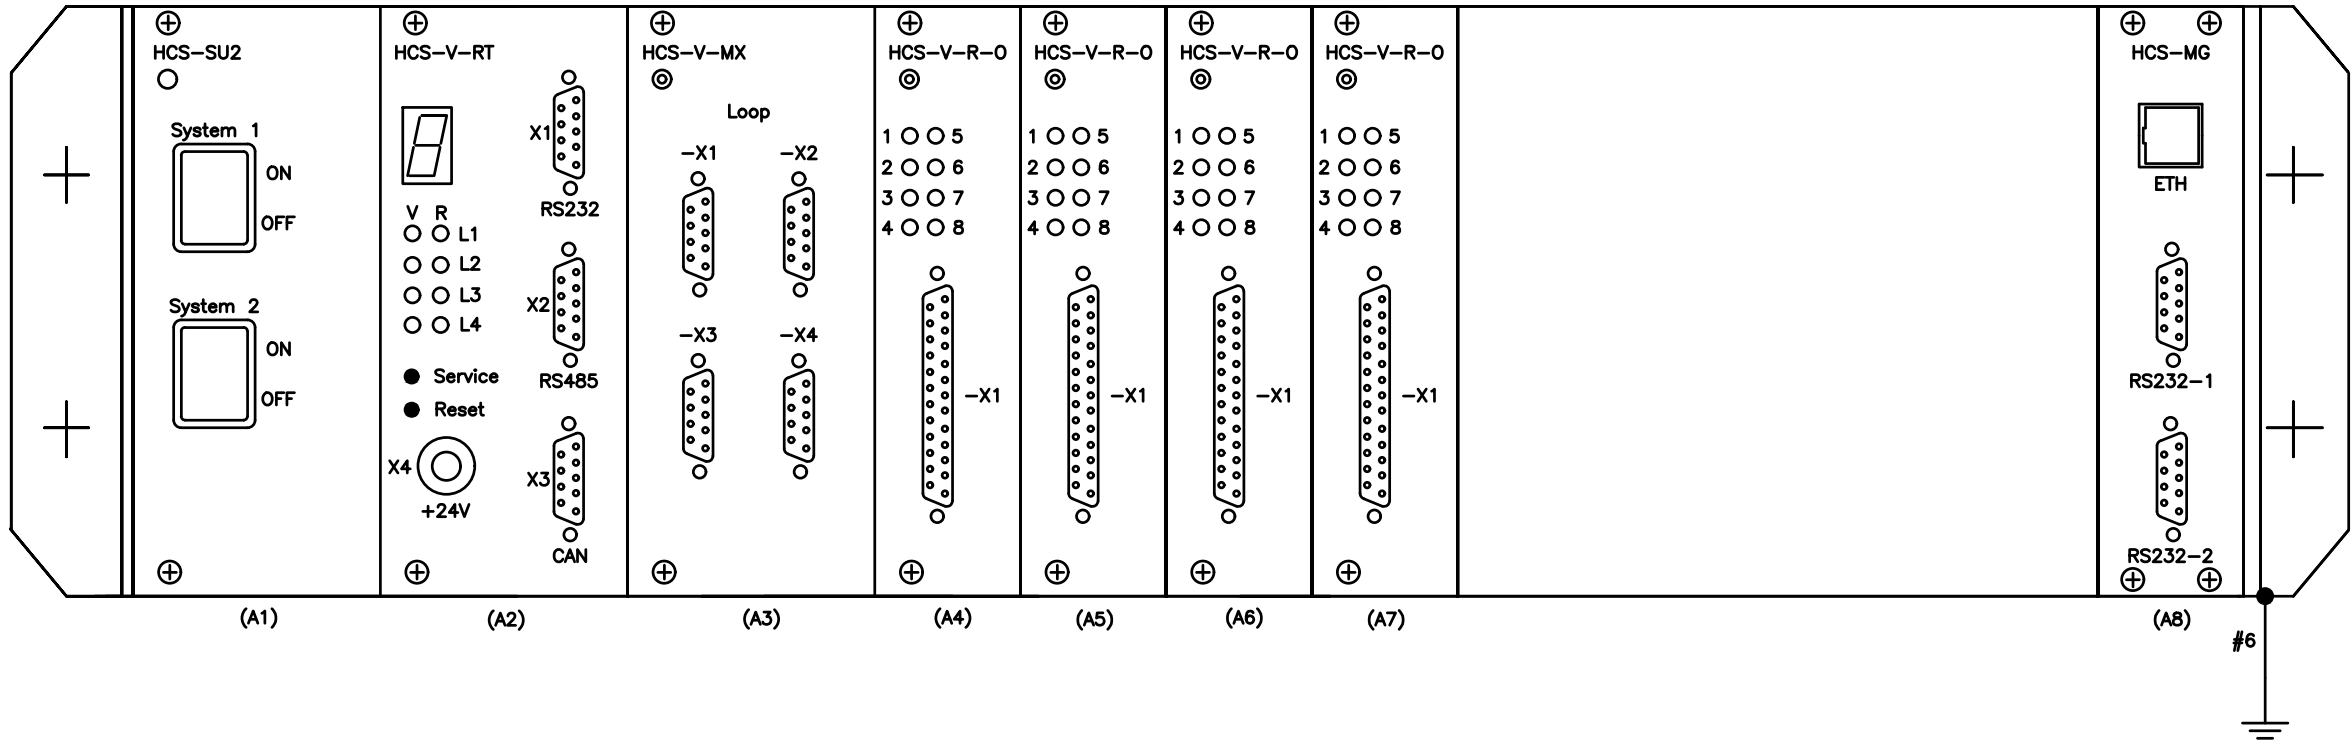 HCS-SU2
System 1
ON
OFF
System 2
ON
OFF
(A1)
HCS-V-RT
X1
RS232
V R
L1
L2
L3
L4
X2
RS485
Service
Reset
X4
+24V
X3
CAN
(A2)
HCS-V-MX
Loop
-X1 -X2
-X3 -X4
(A3)
HCS-V-R-0
1 5
2 6
3 7
4 8
-X1
(A4)
HCS-V-R-0
1 5
2 6
3 7
4 8
-X1
(A5)
HCS-V-R-0
1 5
2 6
3 7
4 8
-X1
(A6)
HCS-V-R-0
1 5
2 6
3 7
4 8
-X1
(A7)
HCS-MG
ETH
RS232-1
RS232-2
(A8)
#6